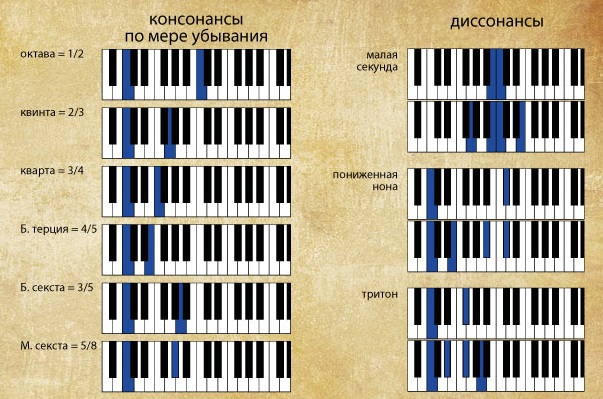 консонансы
по мере убывания
октава = 1/2
квинта = 2/3
кварта = 3/4
Б. терция = 4/5
Б. секста = 3/5
М. секста = 5/8
диссонансы
малая
секунда
пониженная
нона
тритон